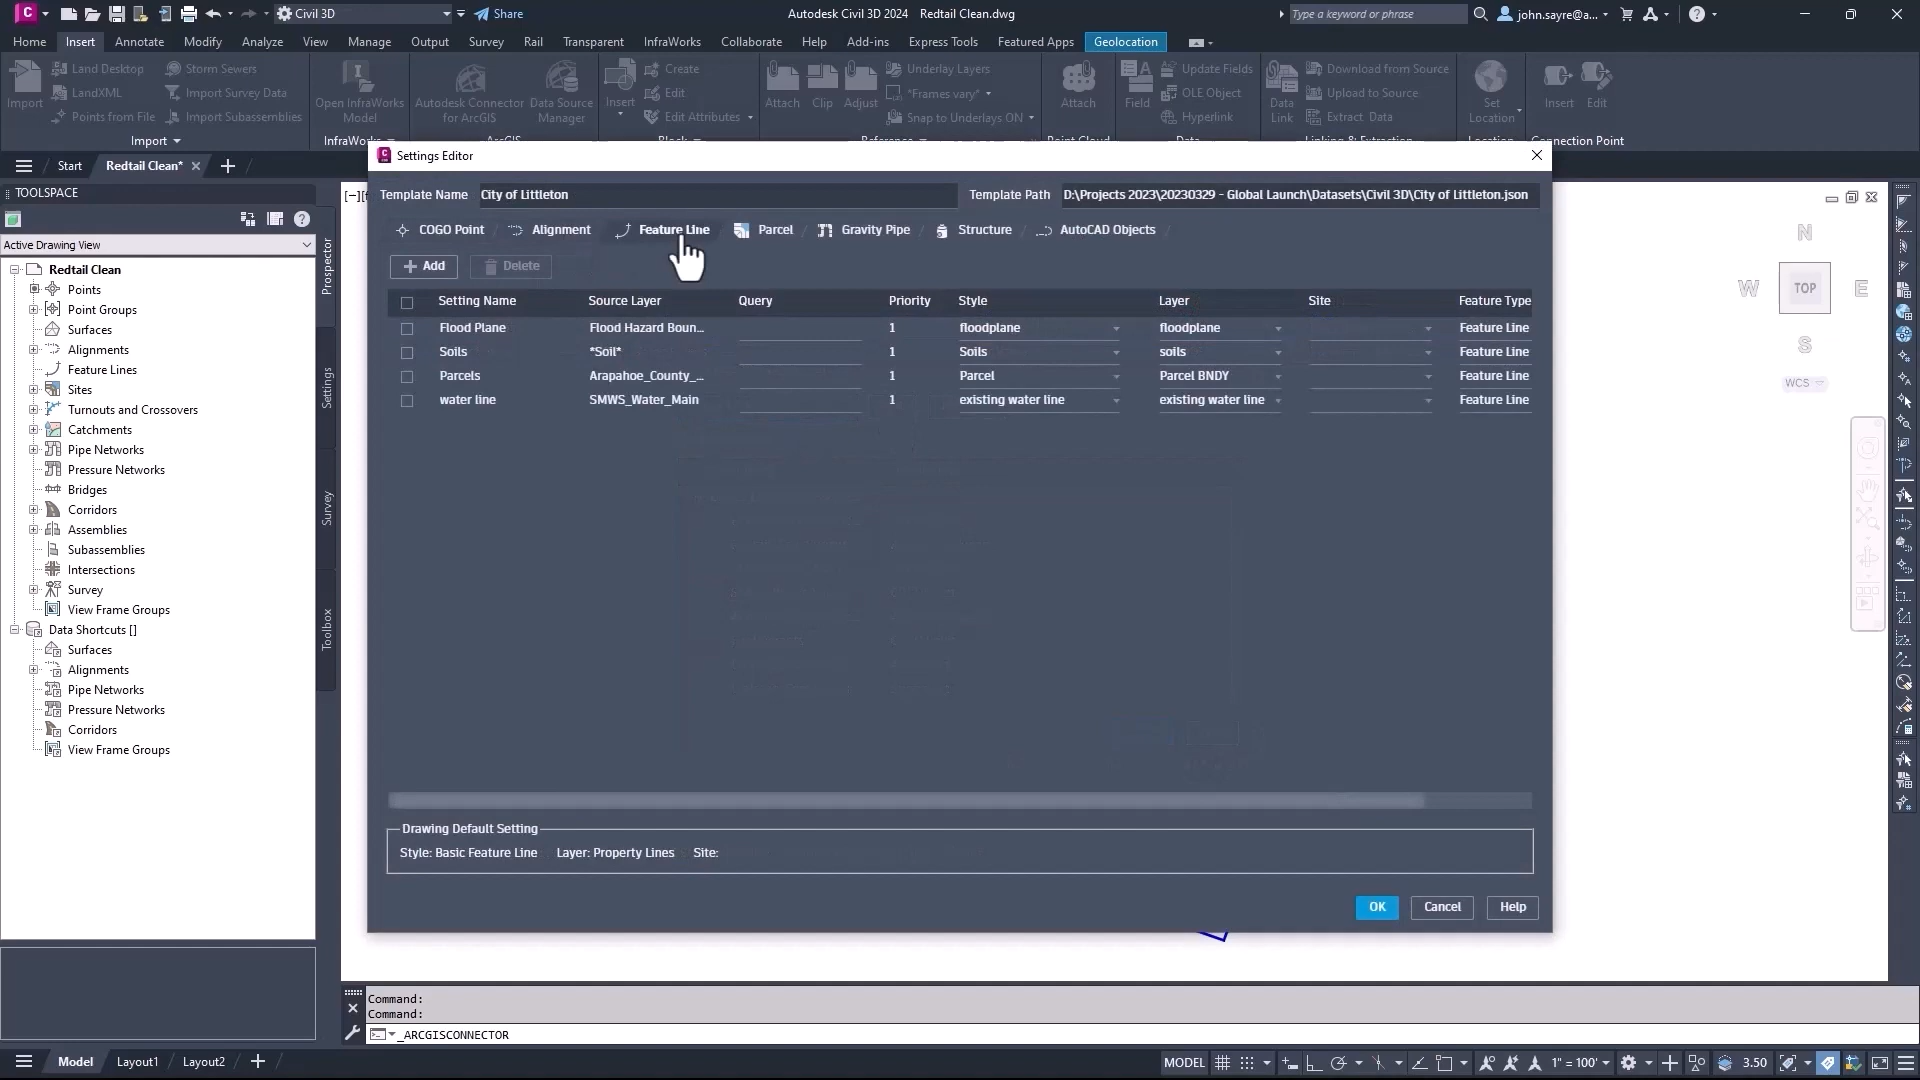 Civil 3D
Share
Autodesk Civil 3D 2024 Redtail Clean.dwg
Type a keyword or phrase
john.sayre@a...
Home Insert Annotate Modify Analyze View Manage Output Survey Rail Transparent InfraWorks Collaborate Help Add-ins Express Tools Featured Apps Geolocation
Land Desktop Storm Sewers Create Underlay Layers Update Fields Download from Source
LandXML Import Survey Data Edit *Frames vary* OLE Object Upload to Source
Import Open InfraWorks Autodesk Connector Data Source Insert Attach Clip Adjust Attach Field Data Set Insert Edit
Points from File Import Subassemblies Model for ArcGIS Manager Edit Attributes Snap to Underlays ON Hyperlink Link Extract Data Location
Import InfraWorks ArcGIS Block Reference Point Cloud Data Linking & Extraction Location Connection Point
Start Redtail Clean*
Settings Editor
TOOLSPACE
Template Name City of Littleton Template Path D:\Projects 2023\20230329 - Global Launch\Datasets\Civil 3D\City of Littleton.json
COGO Point Alignment Feature Line Parcel Gravity Pipe Structure AutoCAD Objects
Add Delete
Setting Name Source Layer Query Priority Style Layer Site Feature Type
Flood Plane Flood Hazard Boun... 1 floodplane floodplane Feature Line
Soils *Soil* 1 Soils soils Feature Line
Parcels Arapahoe_County_... 1 Parcel Parcel BNDY Feature Line
water line SMWS_Water_Main 1 existing water line existing water line Feature Line
Drawing Default Setting
Style: Basic Feature Line Layer: Property Lines Site:
OK Cancel Help
Active Drawing View
Redtail Clean
Points
Point Groups
Surfaces
Alignments
Feature Lines
Sites
Turnouts and Crossovers
Catchments
Pipe Networks
Pressure Networks
Bridges
Corridors
Assemblies
Subassemblies
Intersections
Survey
View Frame Groups
Data Shortcuts []
Surfaces
Alignments
Pipe Networks
Pressure Networks
Corridors
View Frame Groups
Prospector
Settings
Survey
Toolbox
N
W TOP E
S
WCS
Command:
Command:
_ARCGISCONNECTOR
Model Layout1 Layout2
MODEL 1" = 100' 3.50